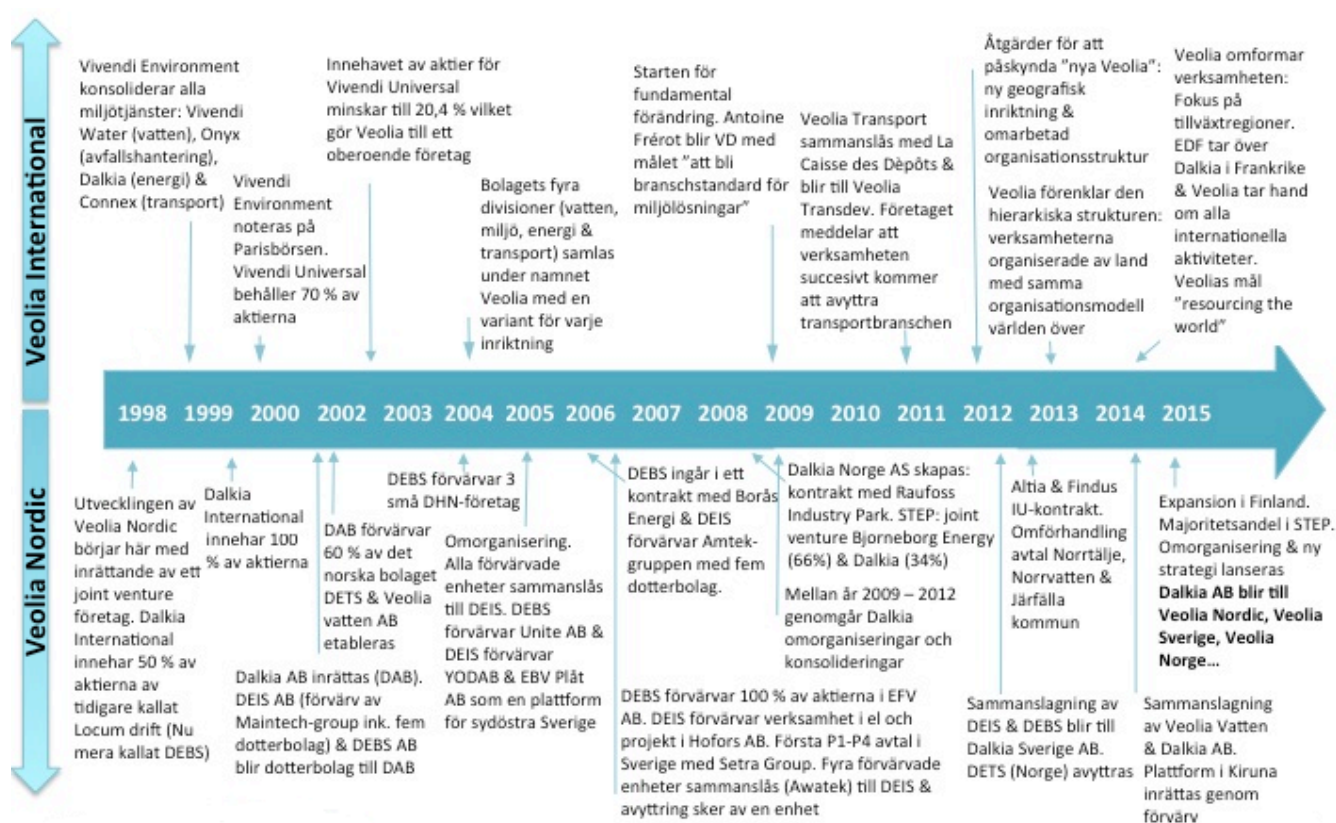 Veolia International
Vivendi Environment
konsoliderar alla
miljötjänster: Vivendi
Water (vatten), Onyx
(avfallshantering),
Dalkia (energi) &
Connex (transport)
Vivendi
Environment
noteras på
Parisbörsen.
Vivendi Universal
behåller 70 % av
aktierna
Innehavet av aktier för
Vivendi Universal
minskar till 20,4 % vilket
gör Veolia till ett
oberoende företag
Bolagets fyra
divisioner (vatten,
miljö, energi &
transport) samlas
under namnet
Veolia med en
variant för varje
inriktning
Starten för
fundamental
förändring. Antoine
Frérot blir VD med
målet ”att bli
branschstandard för
miljölösningar”
Veolia Transport
sammanslås med La
Caisse des Dèpôts &
blir till Veolia
Transdev. Företaget
meddelar att
verksamheten
succesivt kommer
att avyttra
transportbranschen
Åtgärder för att
påskynda ”nya Veolia”:
ny geografisk
inriktning &
omarbetad
organisationsstruktur
Veolia förenklar den
hierarkiska strukturen:
verksamheterna
organiserade av land
med samma
organisationsmodell
världen över
Veolia omformar
verksamheten:
Fokus på
tillväxtregioner.
EDF tar över
Dalkia i Frankrike
& Veolia tar hand
om alla
internationella
aktiviteter.
Veolias mål
”resourcing the
world”
1998 1999 2000 2002 2003 2004 2005 2006 2007 2008 2009 2010 2011 2012 2013 2014 2015
Veolia Nordic
Utvecklingen av
Veolia Nordic
börjar här med
inrättande av ett
joint venture
företag. Dalkia
International
innehar 50 % av
aktierna av
tidigare kallat
Locum drift (Nu
mera kallat DEBS)
Dalkia
International
innehar 100
% av aktierna
Dalkia AB inrättas (DAB).
DEIS AB (förvärv av
Maintech-group ink. fem
dotterbolag) & DEBS AB
blir dotterbolag till DAB
DAB förvärvar
60 % av det
norska bolaget
DETS & Veolia
vatten AB
etableras
DEBS förvärvar 3
små DHN-företag
Omorganisering.
Alla förvärvade
enheter sammanslås
till DEIS. DEBS
förvärvar Unite AB &
DEIS förvärvar
YODAB & EBV Plåt
AB som en plattform
för sydöstra Sverige
DEBS ingår i ett
kontrakt med Borås
Energi & DEIS
förvärvar Amtek-
gruppen med fem
dotterbolag.
DEBS förvärvar 100 % av aktierna i EFV
AB. DEIS förvärvar verksamhet i el och
projekt i Hofors AB. Första P1-P4 avtal i
Sverige med Setra Group. Fyra förvärvade
enheter sammanslås (Awatek) till DEIS &
avyttring sker av en enhet
Dalkia Norge AS skapas:
kontrakt med Raufoss
Industry Park. STEP: joint
venture Bjorneborg Energy
(66%) & Dalkia (34%)
Mellan år 2009 – 2012
genomgår Dalkia
omorganiseringar och
konsolideringar
Sammanslagning av
DEIS & DEBS blir till
Dalkia Sverige AB.
DETS (Norge) avyttras
Altia & Findus
IU-kontrakt.
Omförhandling
avtal Norrtälje,
Norrvatten &
Järfälla
kommun
Sammanslagning
av Veolia Vatten
& Dalkia AB.
Plattform i Kiruna
inrättas genom
förvärv
Expansion i Finland.
Majoritetsandel i STEP.
Omorganisering & ny
strategi lanseras
Dalkia AB blir till
Veolia Nordic, Veolia
Sverige, Veolia
Norge...